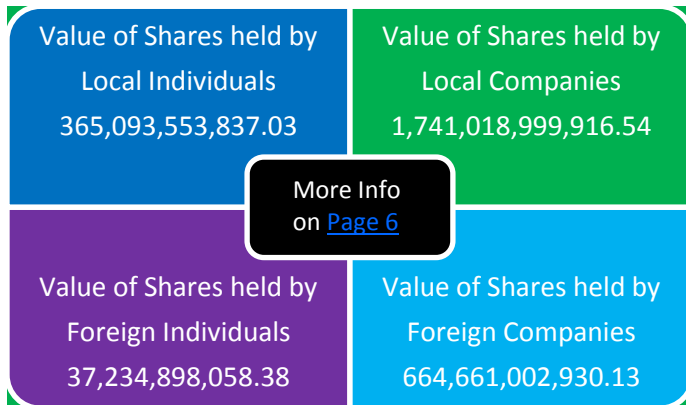 Value of Shares held by
Local Individuals
365,093,553,837.03
Value of Shares held by
Local Companies
1,741,018,999,916.54
More Info
on Page 6
Value of Shares held by
Foreign Individuals
37,234,898,058.38
Value of Shares held by
Foreign Companies
664,661,002,930.13